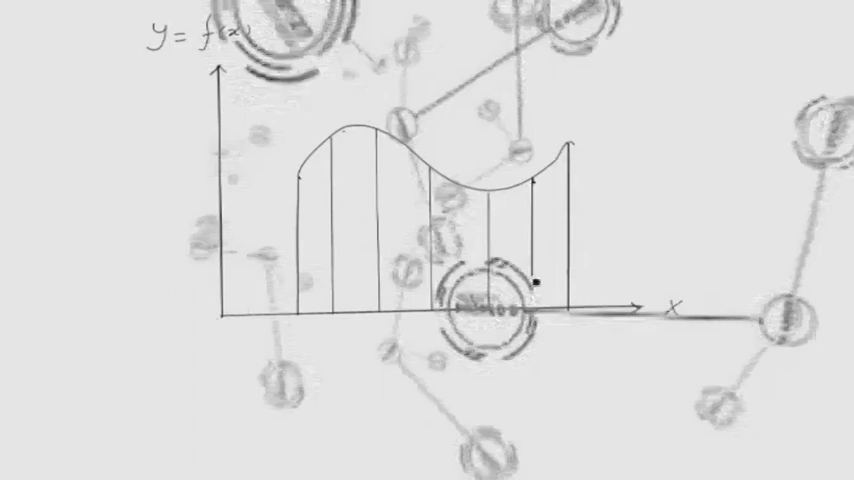 y = f(x)
x